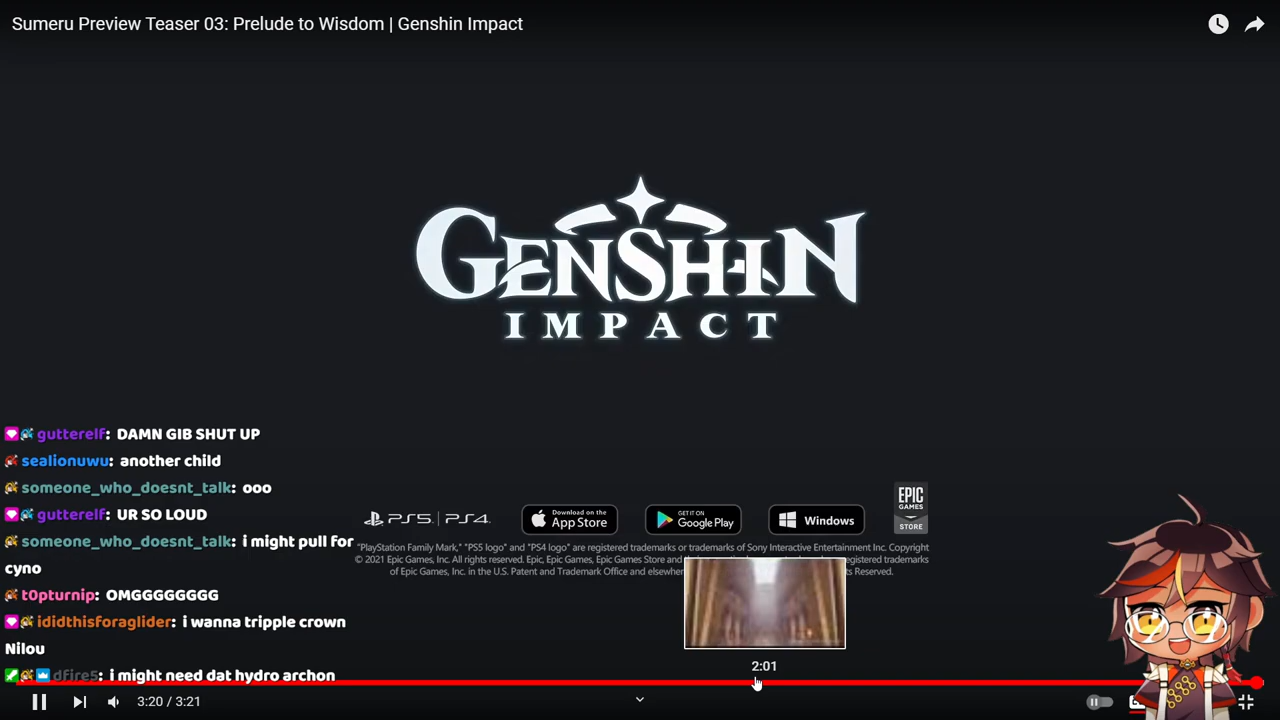 Sumeru Preview Teaser 03: Prelude to Wisdom | Genshin Impact
GENSHIN
IMPACT
gutterelf: DAMN GIB SHUT UP
sealionuwu: another child
someone_who_doesnt_talk: ooo
gutterelf: UR SO LOUD
someone_who_doesnt_talk: i might pull for
cyno
t0pturnip: OMGGGGGGGG
ididthisforaglider: i wanna tripple crown
Nilou
dfire5: i might need dat hydro archon
PS5 | PS4
Download on the
App Store
GET IT ON
Google Play
Windows
EPIC
GAMES
STORE
"PlayStation Family Mark," "PS5 logo" and "PS4 logo" are registered trademarks or trademarks of Sony Interactive Entertainment Inc. Copyright
© 2021 Epic Games, Inc. All rights reserved. Epic, Epic Games, Epic Games Store and registered trademarks
of Epic Games, Inc. in the U.S. Patent and Trademark Office and elsewhere Reserved.
2:01
3:20 / 3:21